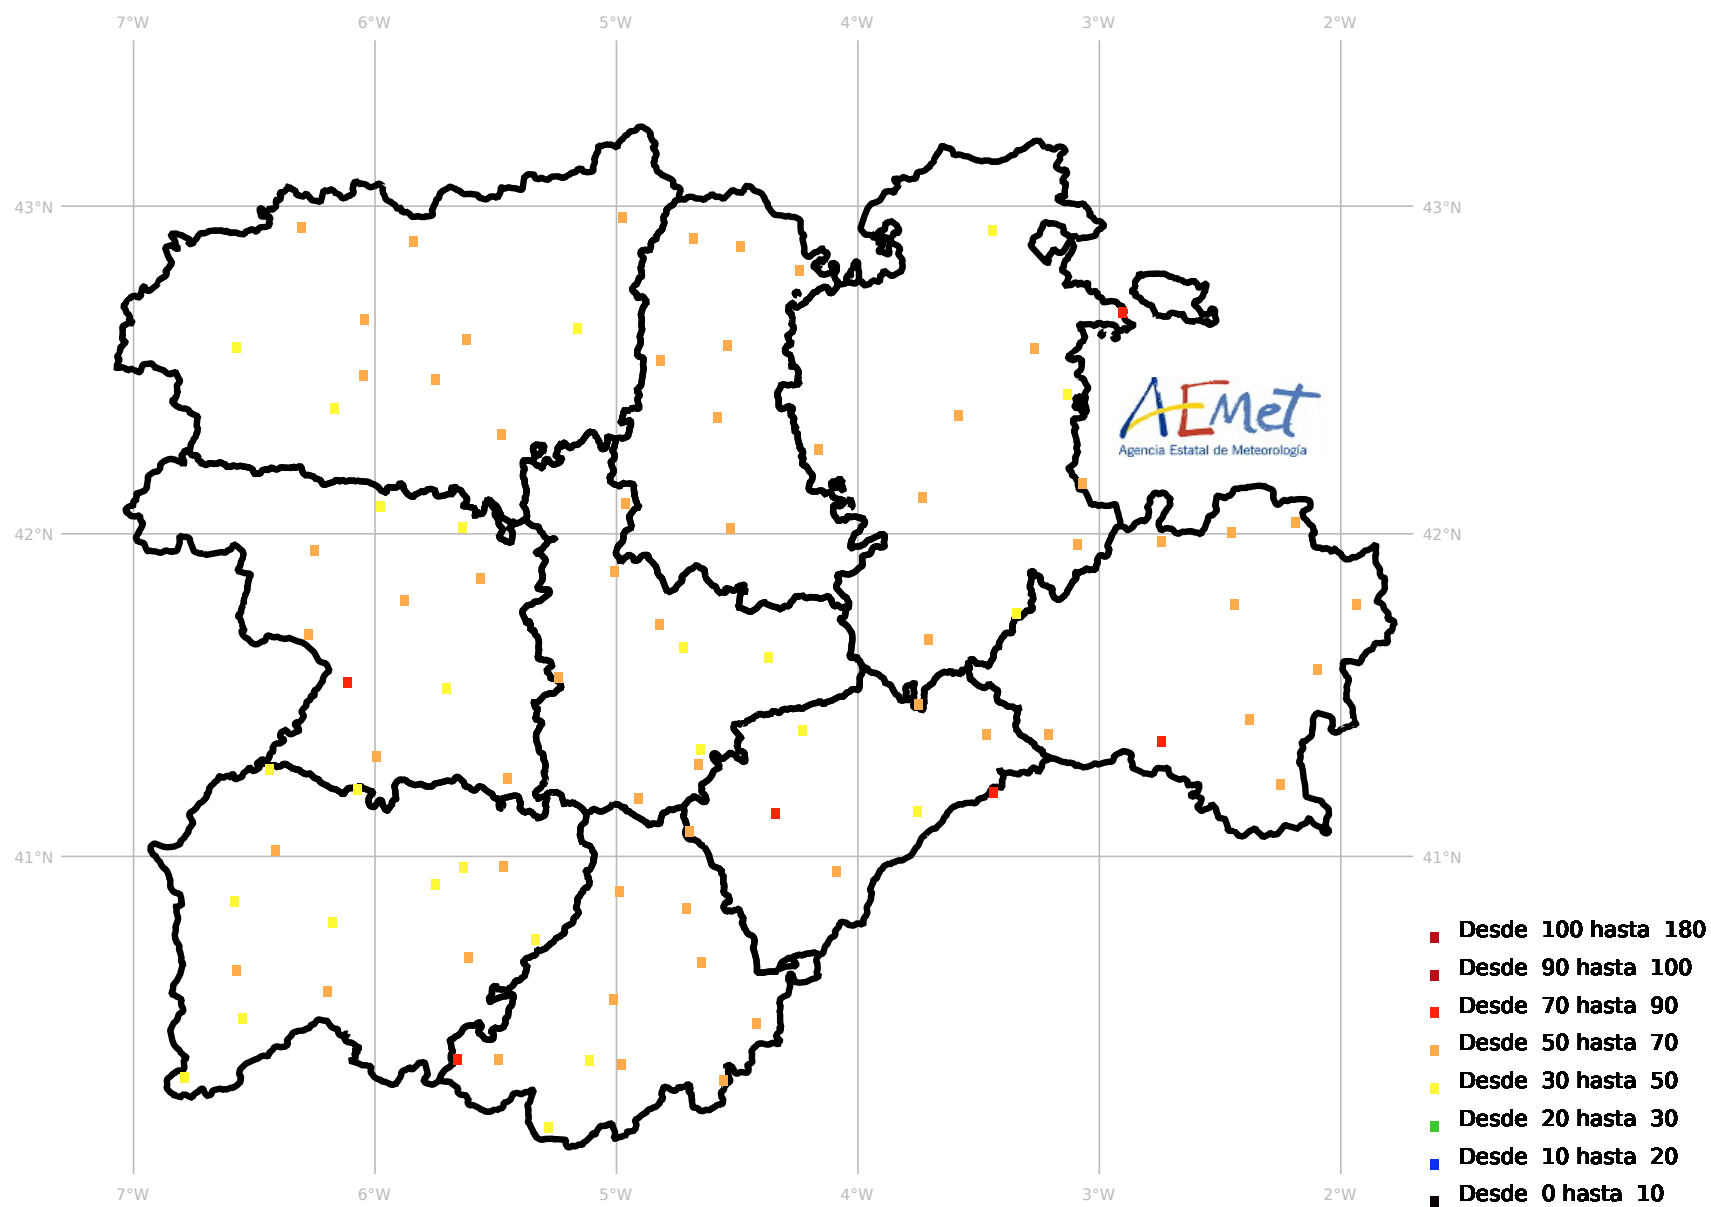 7°W 6°W 5°W 4°W 3°W 2°W
43°N 43°N
AEMet
Agencia Estatal de Meteorología
42°N 42°N
41°N 41°N
Desde 100 hasta 180
Desde 90 hasta 100
Desde 70 hasta 90
Desde 50 hasta 70
Desde 30 hasta 50
Desde 20 hasta 30
Desde 10 hasta 20
Desde 0 hasta 10
7°W 6°W 5°W 4°W 3°W 2°W